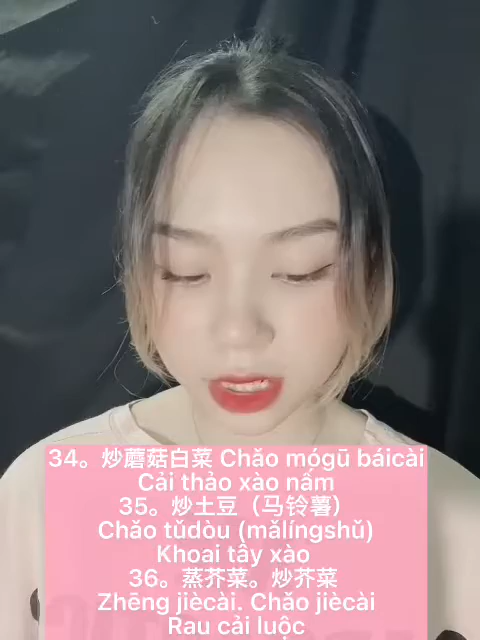 34。炒蘑菇白菜 Chǎo mógū báicài
Cải thảo xào nấm
35。炒土豆（马铃薯）
Chǎo tǔdòu (mǎlíngshǔ)
Khoai tây xào
36。蒸芥菜。炒芥菜
Zhēng jiècài. Chǎo jiècài
Rau cải luộc